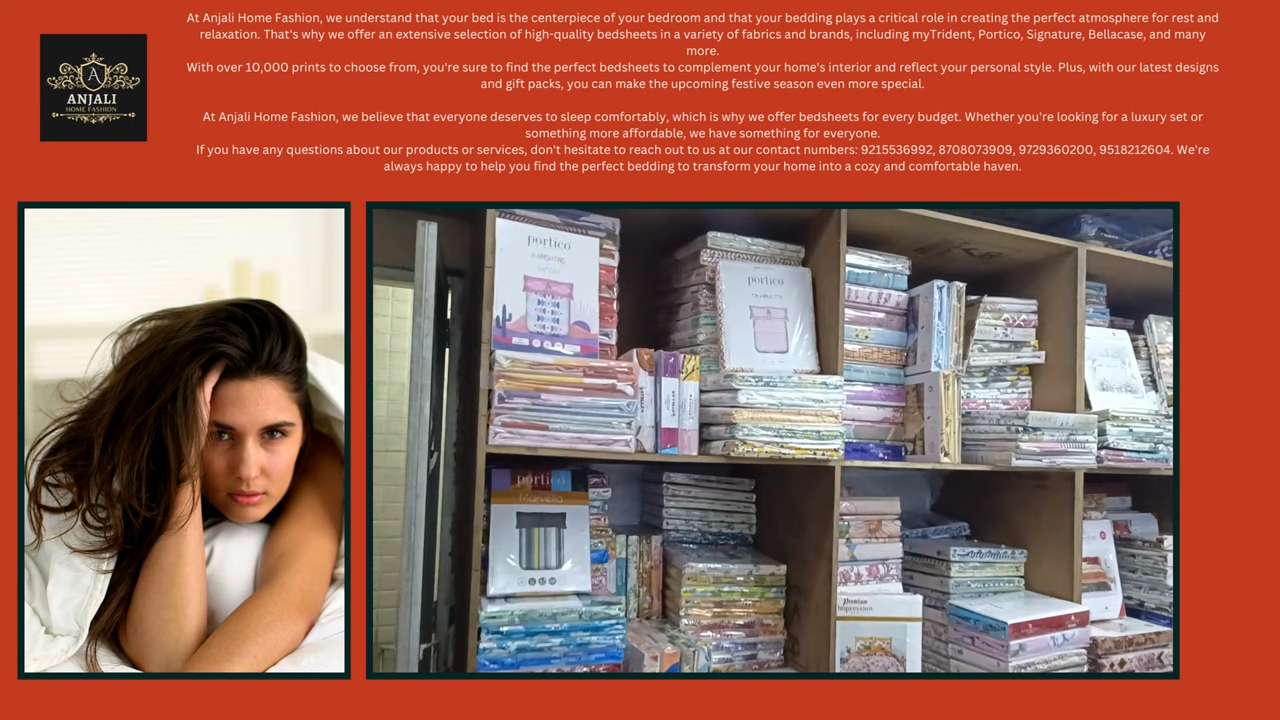 At Anjali Home Fashion, we understand that your bed is the centerpiece of your bedroom and that your bedding plays a critical role in creating the perfect atmosphere for rest and
relaxation. That's why we offer an extensive selection of high-quality bedsheets in a variety of fabrics and brands, including myTrident, Portico, Signature, Bellacase, and many
more.
With over 10,000 prints to choose from, you're sure to find the perfect bedsheets to complement your home's interior and reflect your personal style. Plus, with our latest designs
and gift packs, you can make the upcoming festive season even more special.
At Anjali Home Fashion, we believe that everyone deserves to sleep comfortably, which is why we offer bedsheets for every budget. Whether you're looking for a luxury set or
something more affordable, we have something for everyone.
If you have any questions about our products or services, don't hesitate to reach out to us at our contact numbers: 9215536992, 8708073909, 9729360200, 9518212604. We're
always happy to help you find the perfect bedding to transform your home into a cozy and comfortable haven.
A
ANJALI
HOME FASHION
portico
portico
portico
Marvella
Impression